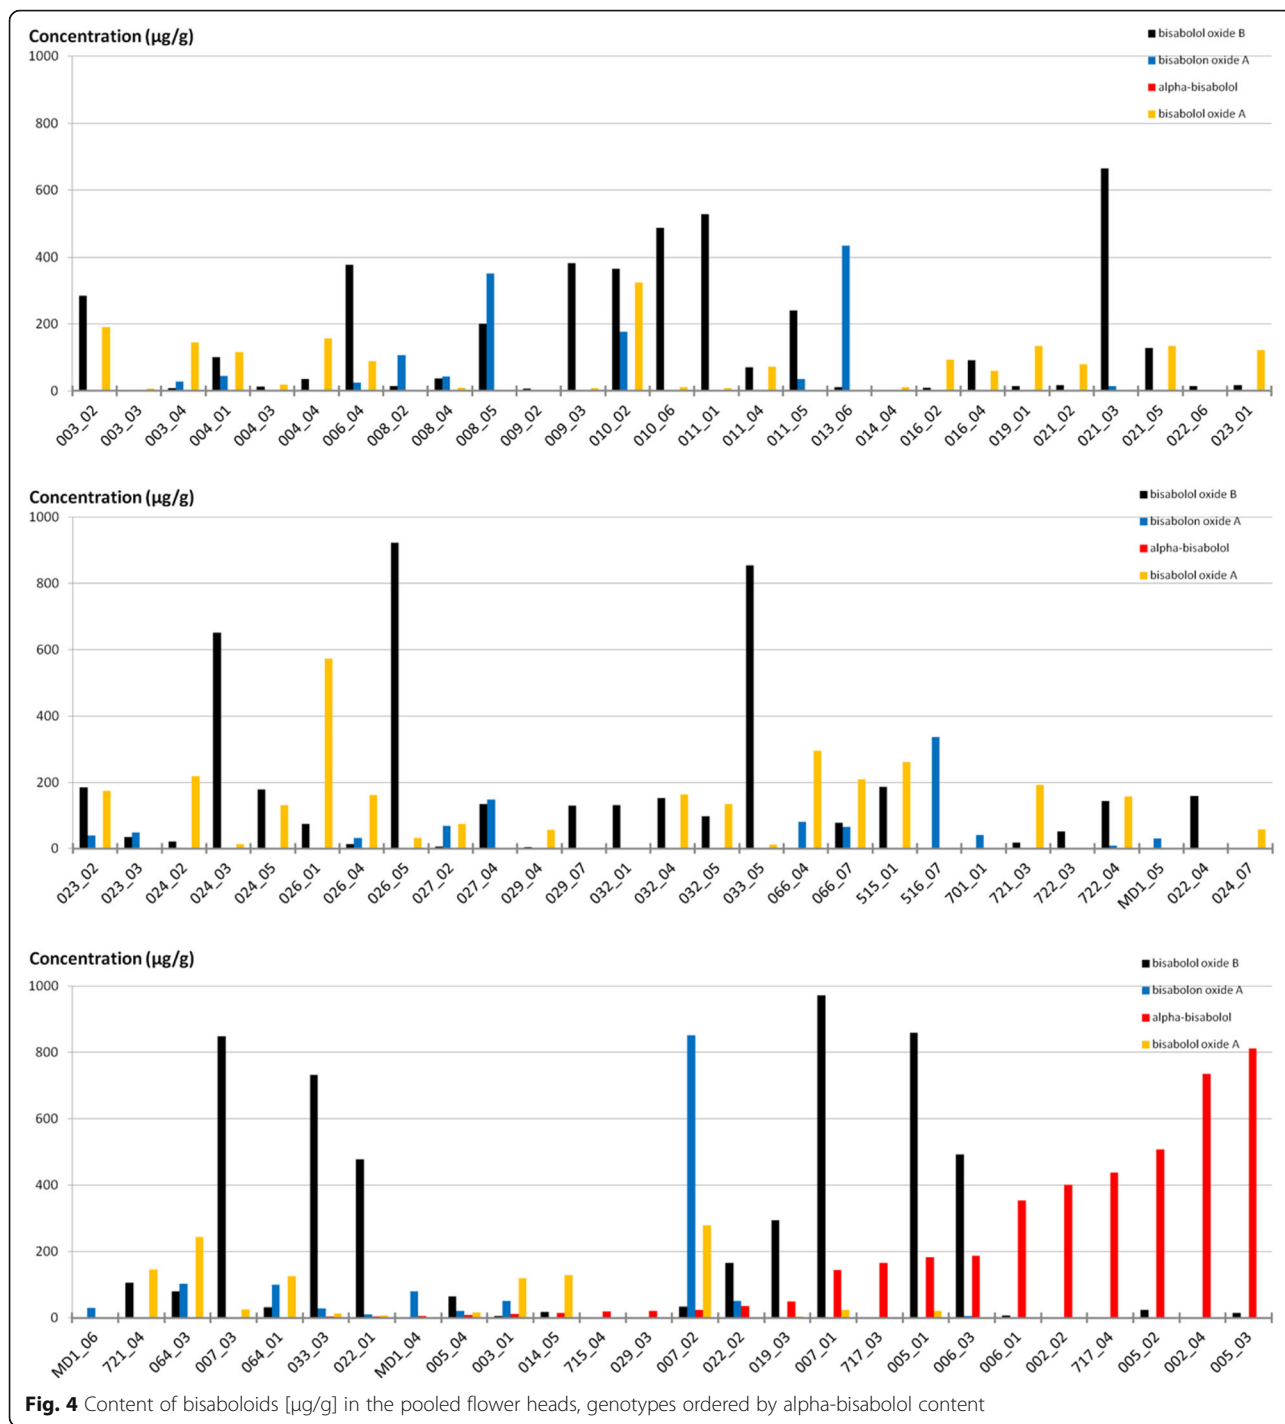 Concentration (µg/g)
bisabolol oxide B
bisabolon oxide A
alpha-bisabolol
bisabolol oxide A
1000
800
600
400
200
0
003_02 003_03 003_04 004_01 004_03 004_04 006_04 008_02 008_04 008_05 009_02 009_03 010_02 010_06 011_01 011_04 011_05 013_06 014_04 016_02 016_04 019_01 021_02 021_03 021_05 022_06 023_01
Concentration (µg/g)
bisabolol oxide B
bisabolon oxide A
alpha-bisabolol
bisabolol oxide A
1000
800
600
400
200
0
023_02 023_03 024_02 024_03 024_05 026_01 026_04 026_05 027_02 027_04 029_04 029_07 032_01 032_04 032_05 033_05 066_04 066_07 515_01 516_07 701_01 721_03 722_03 722_04 MD1_05 022_04 024_07
Concentration (µg/g)
bisabolol oxide B
bisabolon oxide A
alpha-bisabolol
bisabolol oxide A
1000
800
600
400
200
0
MD1_06 721_04 064_03 007_03 064_01 033_03 022_01 MD1_04 005_04 003_01 014_05 715_04 029_03 007_02 022_02 019_03 007_01 717_03 005_01 006_03 006_01 002_02 717_04 005_02 002_04 005_03
Fig. 4 Content of bisaboloids [µg/g] in the pooled flower heads, genotypes ordered by alpha-bisabolol content